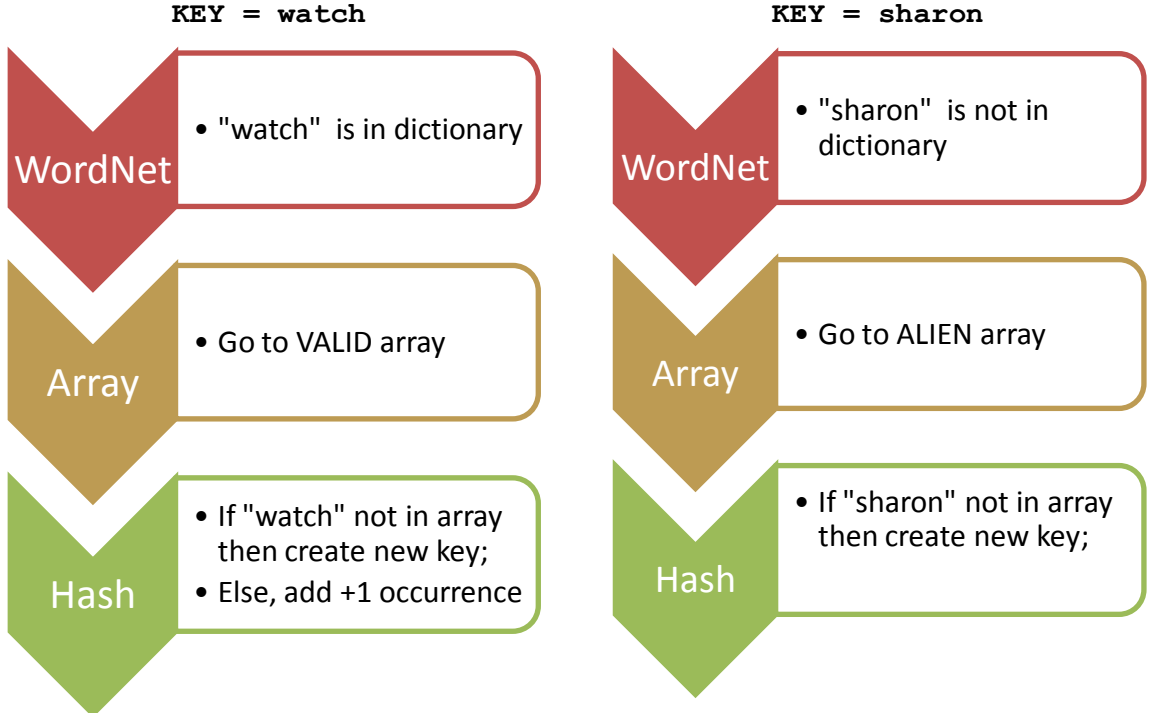 KEY = watch
WordNet
• "watch" is in dictionary
Array
• Go to VALID array
Hash
• If "watch" not in array
then create new key;
• Else, add +1 occurrence
KEY = sharon
WordNet
• "sharon" is not in
dictionary
Array
• Go to ALIEN array
Hash
• If "sharon" not in array
then create new key;